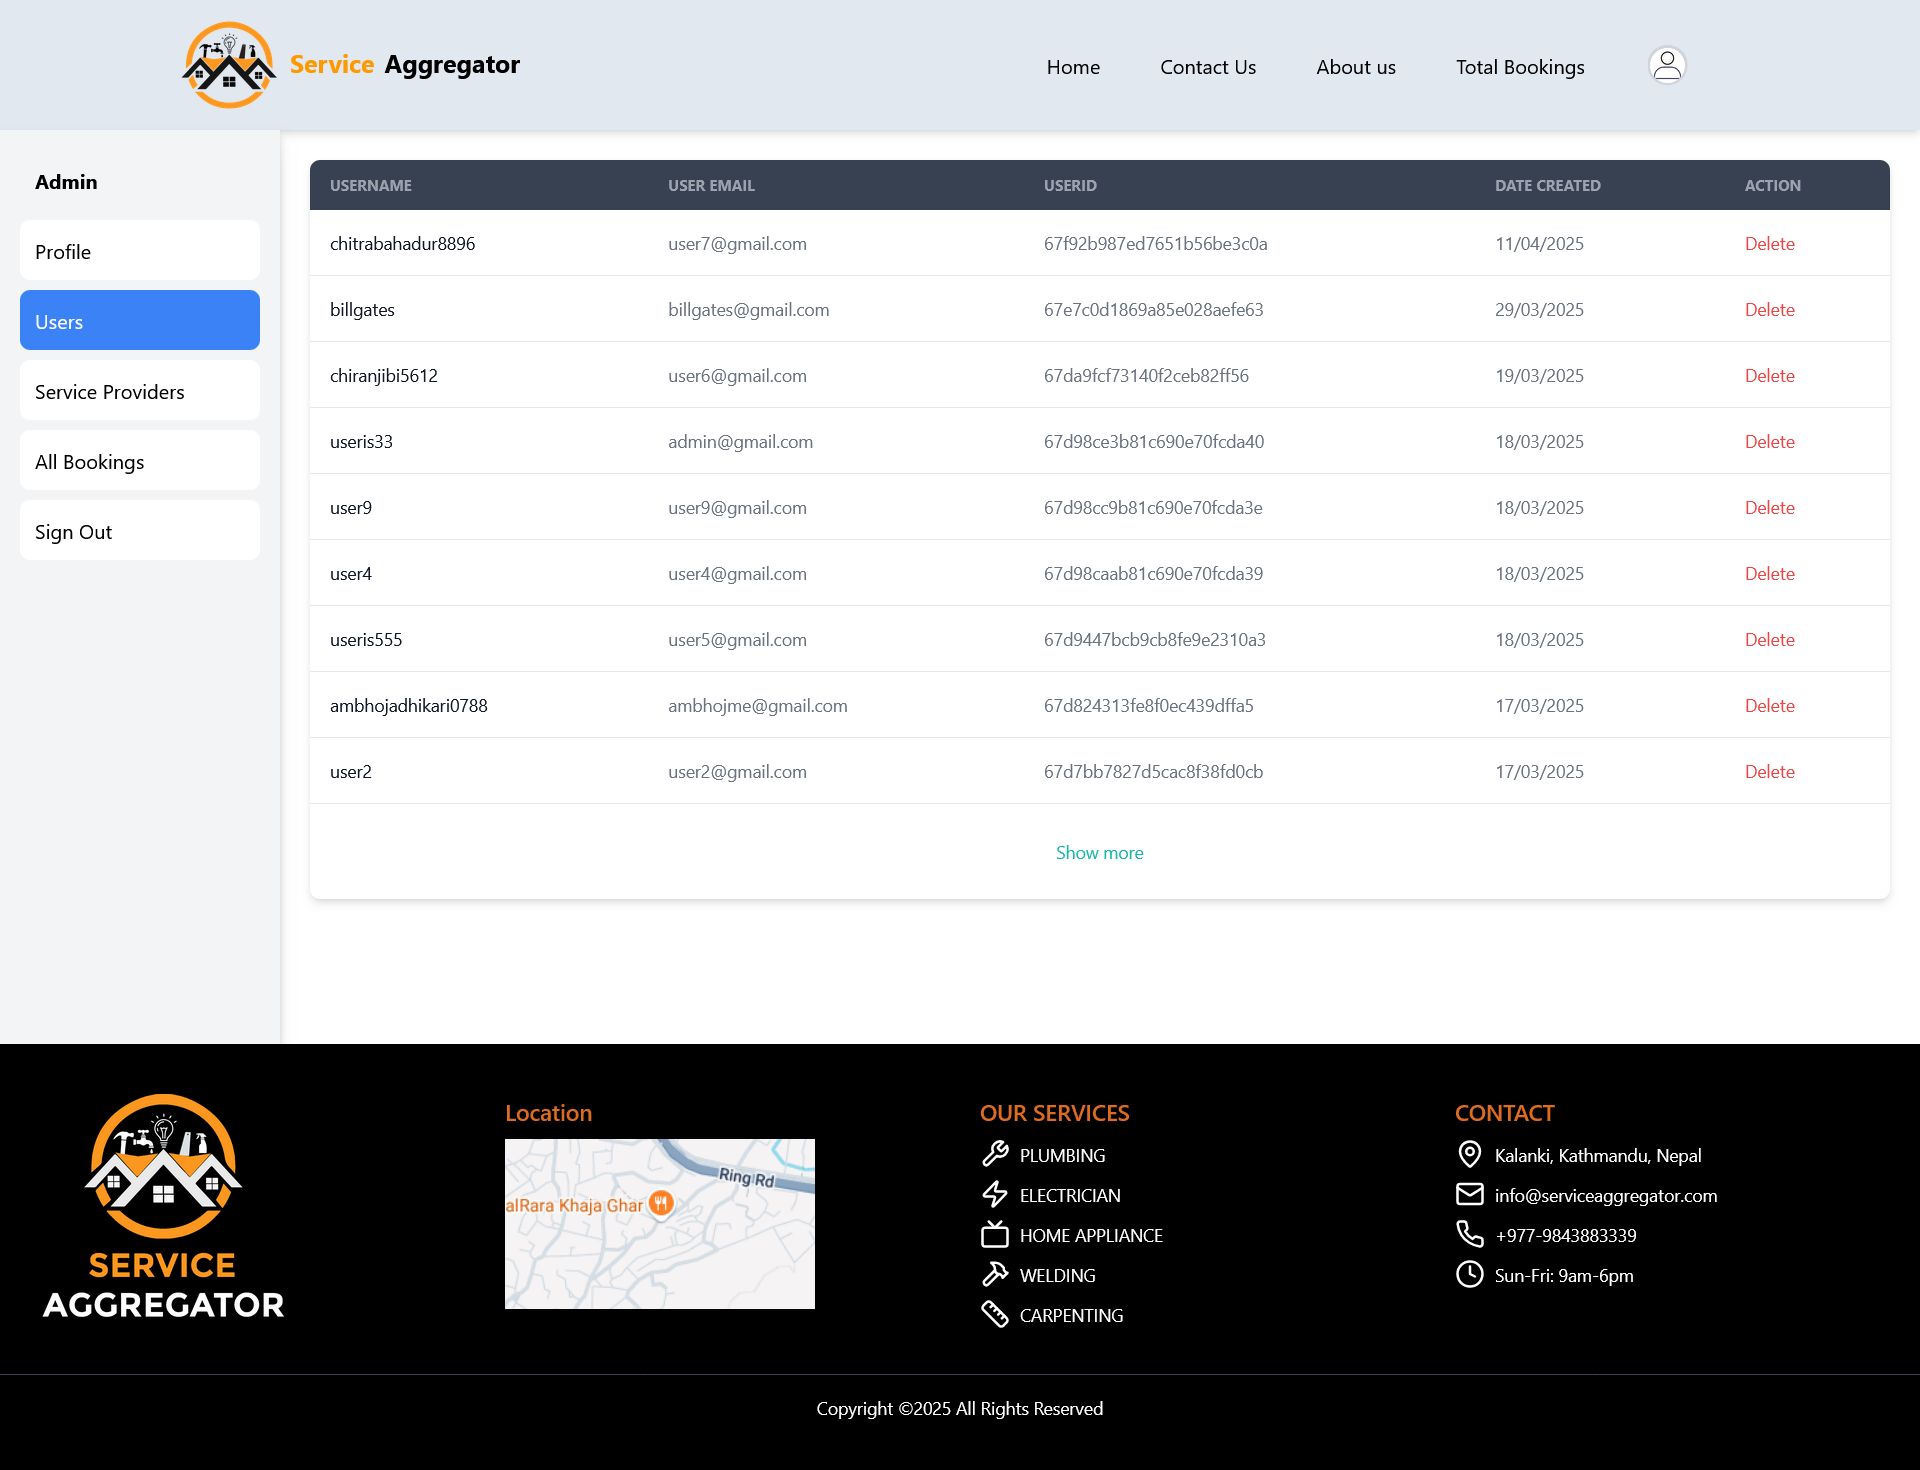 Service Aggregator
Home
Contact Us
About us
Total Bookings
Admin
Profile
Users
Service Providers
All Bookings
Sign Out
USERNAME USER EMAIL USERID DATE CREATED ACTION
chitrabahadur8896 user7@gmail.com 67f92b987ed7651b56be3c0a 11/04/2025 Delete
billgates billgates@gmail.com 67e7c0d1869a85e028aefe63 29/03/2025 Delete
chiranjibi5612 user6@gmail.com 67da9fcf73140f2ceb82ff56 19/03/2025 Delete
useris33 admin@gmail.com 67d98ce3b81c690e70fcda40 18/03/2025 Delete
user9 user9@gmail.com 67d98cc9b81c690e70fcda3e 18/03/2025 Delete
user4 user4@gmail.com 67d98caab81c690e70fcda39 18/03/2025 Delete
useris555 user5@gmail.com 67d9447bcb9cb8fe9e2310a3 18/03/2025 Delete
ambhojadhikari0788 ambhojme@gmail.com 67d824313fe8f0ec439dffa5 17/03/2025 Delete
user2 user2@gmail.com 67d7bb7827d5cac8f38fd0cb 17/03/2025 Delete
Show more
SERVICE
AGGREGATOR
Location
Ring Rd
alRara Khaja Ghar
OUR SERVICES
PLUMBING
ELECTRICIAN
HOME APPLIANCE
WELDING
CARPENTING
CONTACT
Kalanki, Kathmandu, Nepal
info@serviceaggregator.com
+977-9843883339
Sun-Fri: 9am-6pm
Copyright ©2025 All Rights Reserved